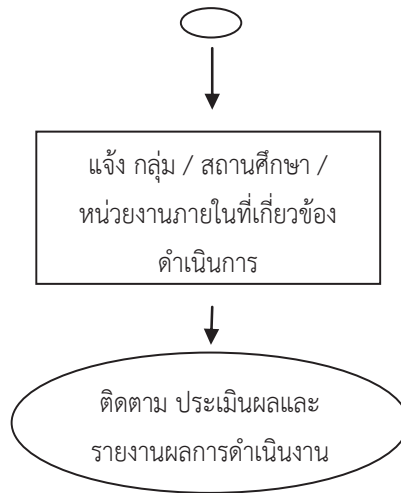 แจ้ง กลุ่ม / สถานศึกษา /
หน่วยงานภายในที่เกี่ยวข้อง
ดำเนินการ
ติดตาม ประเมินผลและ
รายงานผลการดำเนินงาน